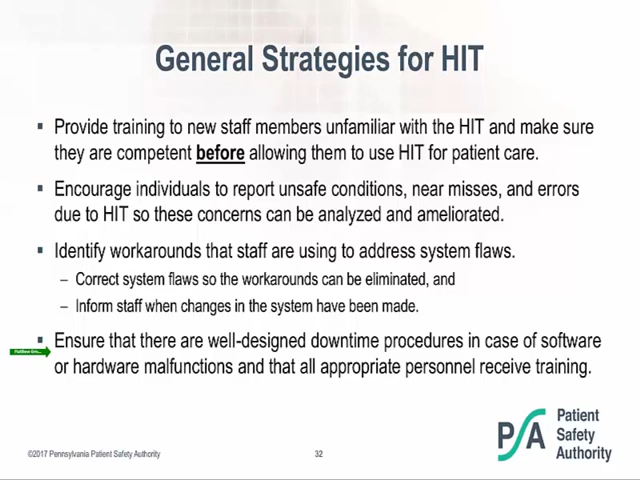 General Strategies for HIT
▪ Provide training to new staff members unfamiliar with the HIT and make sure
they are competent before allowing them to use HIT for patient care.
▪ Encourage individuals to report unsafe conditions, near misses, and errors
due to HIT so these concerns can be analyzed and ameliorated.
▪ Identify workarounds that staff are using to address system flaws.
– Correct system flaws so the workarounds can be eliminated, and
– Inform staff when changes in the system have been made.
▪ Ensure that there are well-designed downtime procedures in case of software
or hardware malfunctions and that all appropriate personnel receive training.
©2017 Pennsylvania Patient Safety Authority
32
PSA
Patient
Safety
Authority